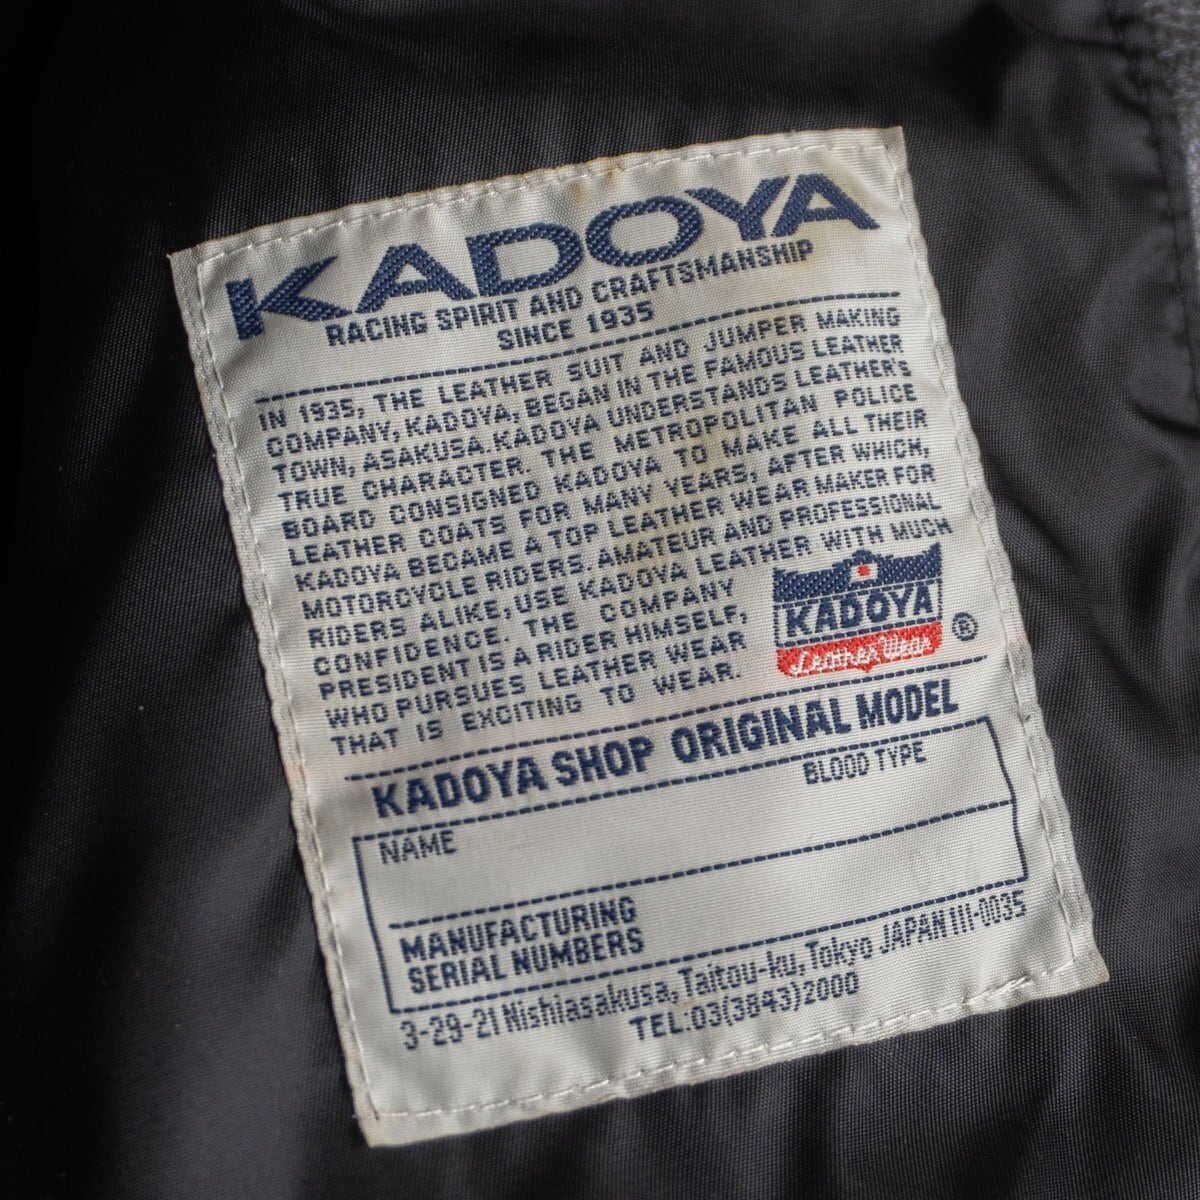 KADOYA
RACING SPIRIT AND CRAFTSMANSHIP
SINCE 1935
IN 1935, THE LEATHER SUIT AND JUMPER MAKING
COMPANY, KADOYA, BEGAN IN THE FAMOUS LEATHER
TOWN, ASAKUSA. KADOYA UNDERSTANDS LEATHER'S
TRUE CHARACTER. THE METROPOLITAN POLICE
BOARD CONSIGNED KADOYA TO MAKE ALL THEIR
LEATHER COATS FOR MANY YEARS, AFTER WHICH,
KADOYA BECAME A TOP LEATHER WEAR MAKER FOR
MOTORCYCLE RIDERS. AMATEUR AND PROFESSIONAL
RIDERS ALIKE, USE KADOYA LEATHER WITH MUCH
CONFIDENCE. THE COMPANY
PRESIDENT IS A RIDER HIMSELF,
WHO PURSUES LEATHER WEAR
THAT IS EXCITING TO WEAR.
KADOYA
Leather Wear
®
KADOYA SHOP ORIGINAL MODEL
NAME
BLOOD TYPE
MANUFACTURING
SERIAL NUMBERS
3-29-21 Nishiasakusa, Taitou-ku, Tokyo JAPAN 111-0035
TEL.03(3843)2000